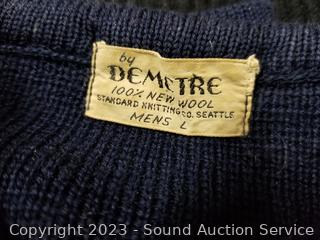 by
DEMETRE
100% NEW WOOL
STANDARD KNITTING CO. SEATTLE
MENS L
Copyright 2023 - Sound Auction Service